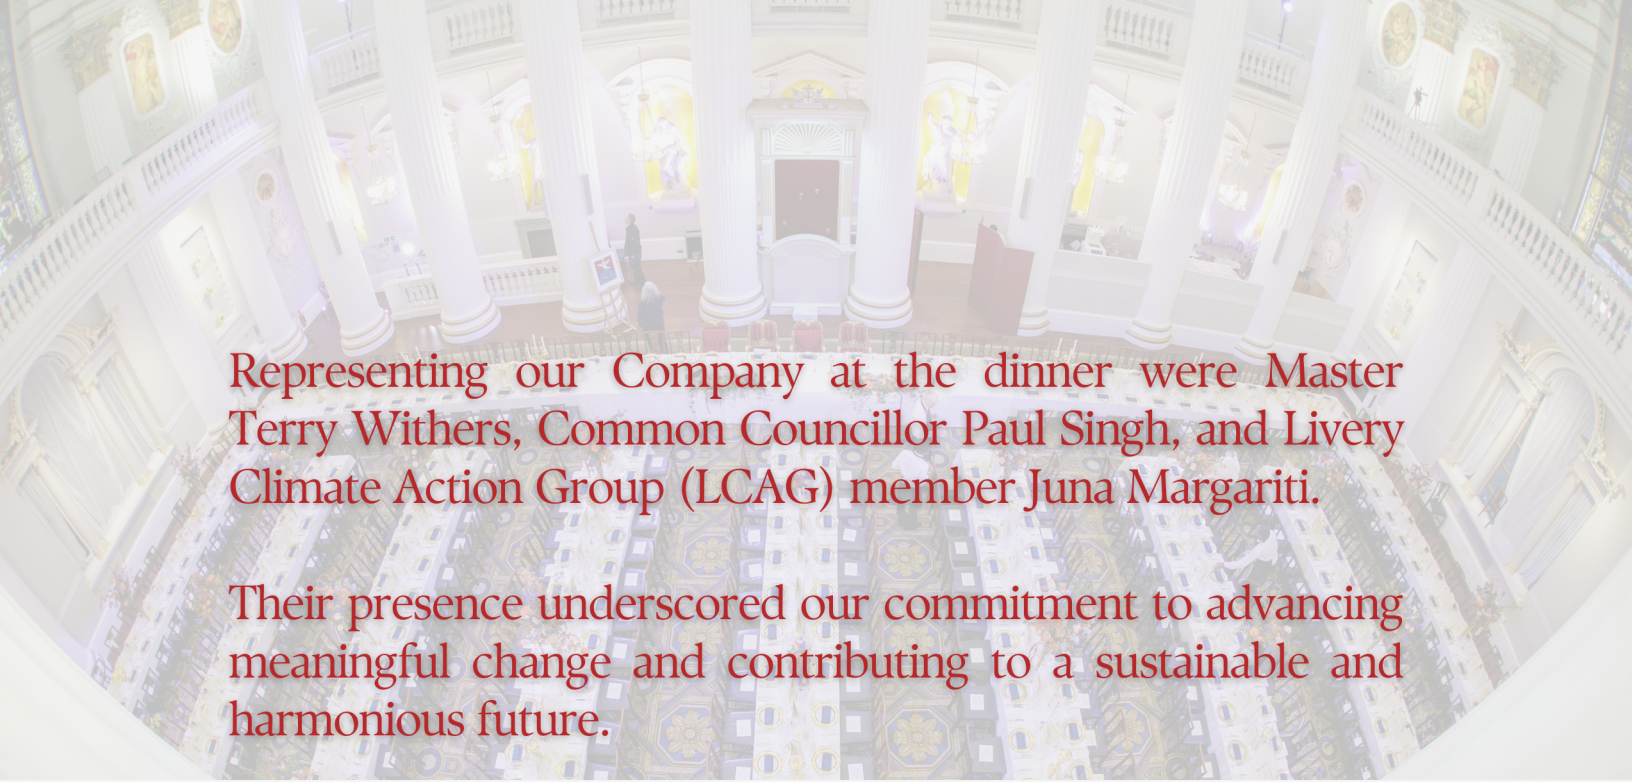 Representing our Company at the dinner were Master
Terry Withers, Common Councillor Paul Singh, and Livery
Climate Action Group (LCAG) member Juna Margariti.
Their presence underscored our commitment to advancing
meaningful change and contributing to a sustainable and
harmonious future.